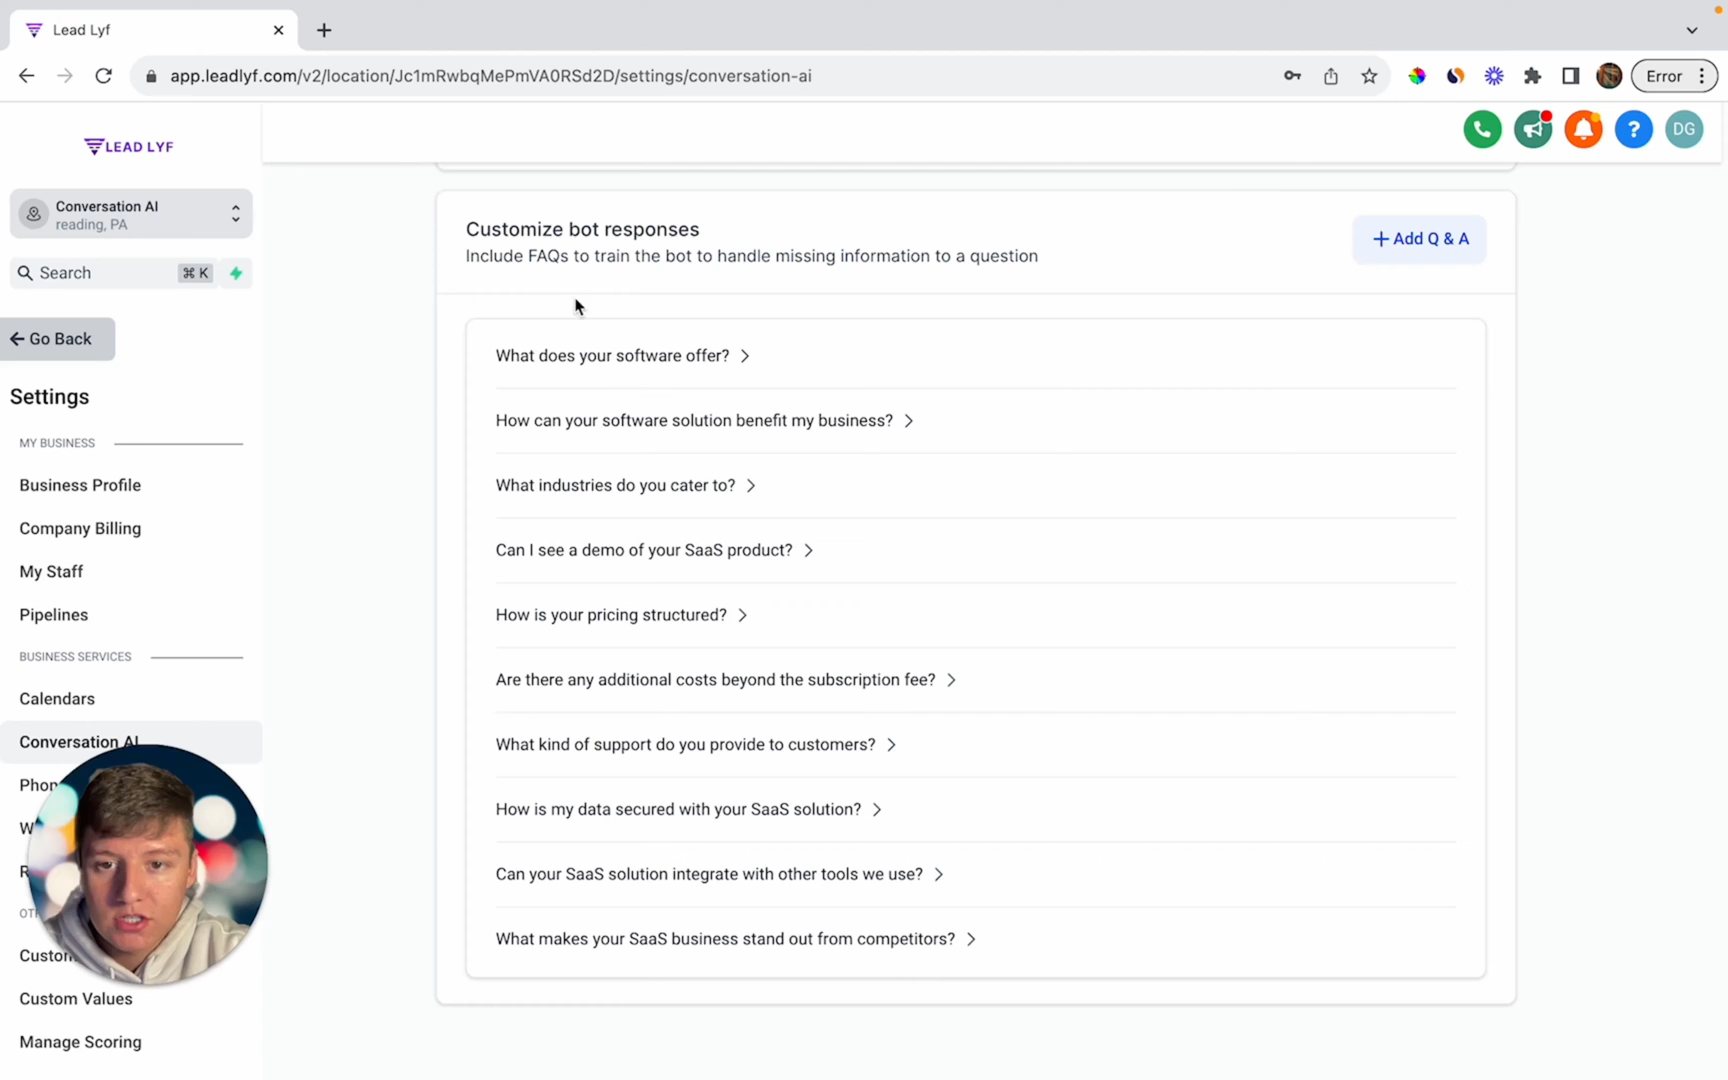 Lead Lyf
app.leadlyf.com/v2/location/Jc1mRwbqMePmVA0RSd2D/settings/conversation-ai
Error
LEAD LYF
DG
Conversation AI
reading, PA
Search
⌘ K
Go Back
Settings
MY BUSINESS
Business Profile
Company Billing
My Staff
Pipelines
BUSINESS SERVICES
Calendars
Conversation AI
Custom Values
Manage Scoring
Customize bot responses
Include FAQs to train the bot to handle missing information to a question
+ Add Q & A
What does your software offer?
How can your software solution benefit my business?
What industries do you cater to?
Can I see a demo of your SaaS product?
How is your pricing structured?
Are there any additional costs beyond the subscription fee?
What kind of support do you provide to customers?
How is my data secured with your SaaS solution?
Can your SaaS solution integrate with other tools we use?
What makes your SaaS business stand out from competitors?